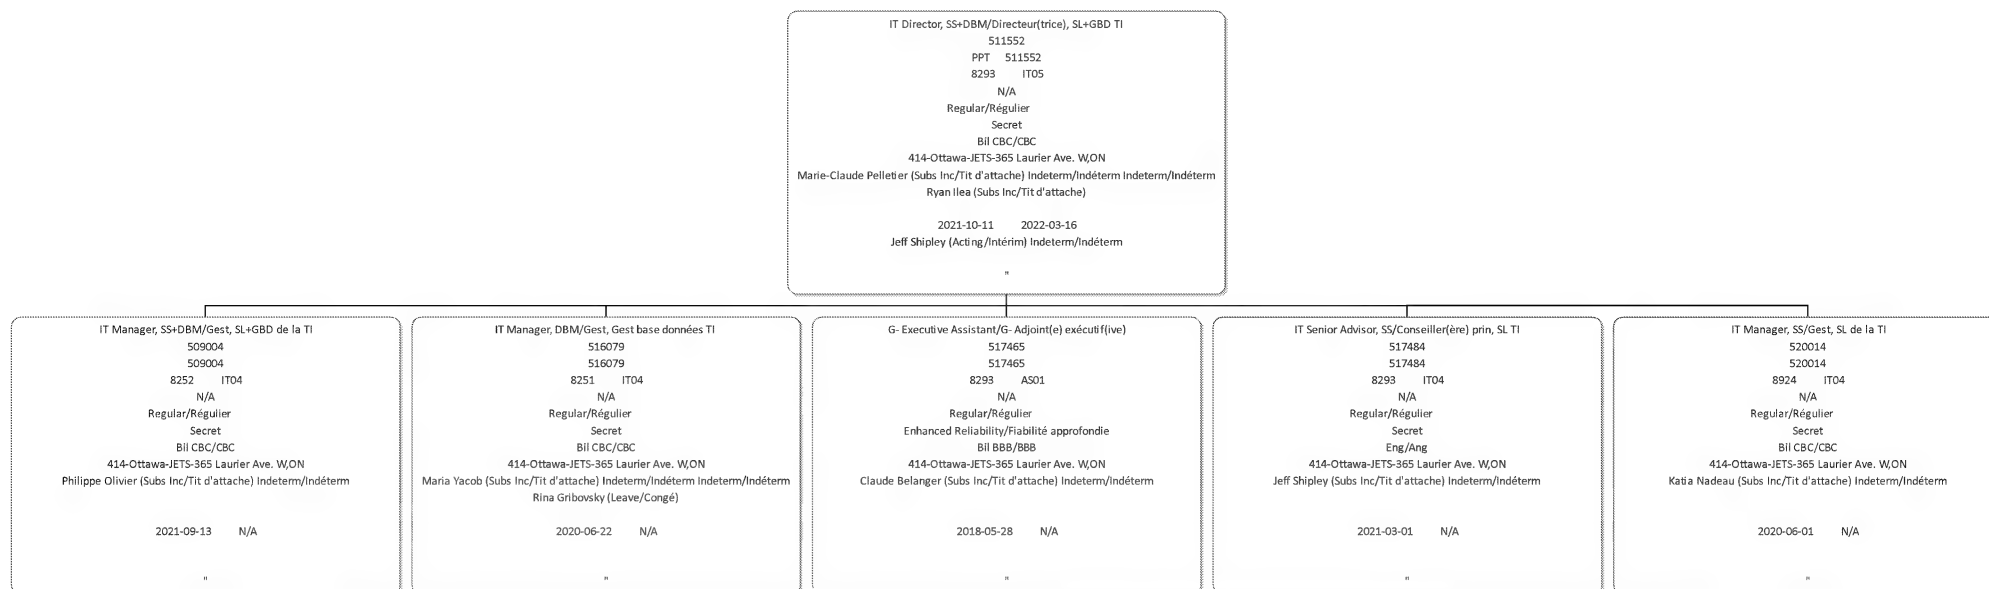 IT Director, SS+DBM/Directeur(trice), SL+GBD TI
511552
PPT 511552
8293 IT05
N/A
Regular/Régulier
Secret
Bil CBC/CBC
414-Ottawa-JETS-365 Laurier Ave. W,ON
Marie-Claude Pelletier (Subs Inc/Tit d'attache) Indeterm/Indéterm Indeterm/Indéterm
Ryan Ilea (Subs Inc/Tit d'attache)
2021-10-11 2022-03-16
Jeff Shipley (Acting/Intérim) Indeterm/Indéterm
"
IT Manager, SS+DBM/Gest, SL+GBD de la TI
509004
509004
8252 IT04
N/A
Regular/Régulier
Secret
Bil CBC/CBC
414-Ottawa-JETS-365 Laurier Ave. W,ON
Philippe Olivier (Subs Inc/Tit d'attache) Indeterm/Indéterm
2021-09-13 N/A
"
IT Manager, DBM/Gest, Gest base données TI
516079
516079
8251 IT04
N/A
Regular/Régulier
Secret
Bil CBC/CBC
414-Ottawa-JETS-365 Laurier Ave. W,ON
Maria Yacob (Subs Inc/Tit d'attache) Indeterm/Indéterm Indeterm/Indéterm
Rina Gribovsky (Leave/Congé)
2020-06-22 N/A
"
G- Executive Assistant/G- Adjoint(e) exécutif(ive)
517465
517465
8293 AS01
N/A
Regular/Régulier
Enhanced Reliability/Fiabilité approfondie
Bil BBB/BBB
414-Ottawa-JETS-365 Laurier Ave. W,ON
Claude Belanger (Subs Inc/Tit d'attache) Indeterm/Indéterm
2018-05-28 N/A
"
IT Senior Advisor, SS/Conseiller(ère) prin, SL TI
517484
517484
8293 IT04
N/A
Regular/Régulier
Secret
Eng/Ang
414-Ottawa-JETS-365 Laurier Ave. W,ON
Jeff Shipley (Subs Inc/Tit d'attache) Indeterm/Indéterm
2021-03-01 N/A
"
IT Manager, SS/Gest, SL de la TI
520014
520014
8924 IT04
N/A
Regular/Régulier
Secret
Bil CBC/CBC
414-Ottawa-JETS-365 Laurier Ave. W,ON
Katia Nadeau (Subs Inc/Tit d'attache) Indeterm/Indéterm
2020-06-01 N/A
"